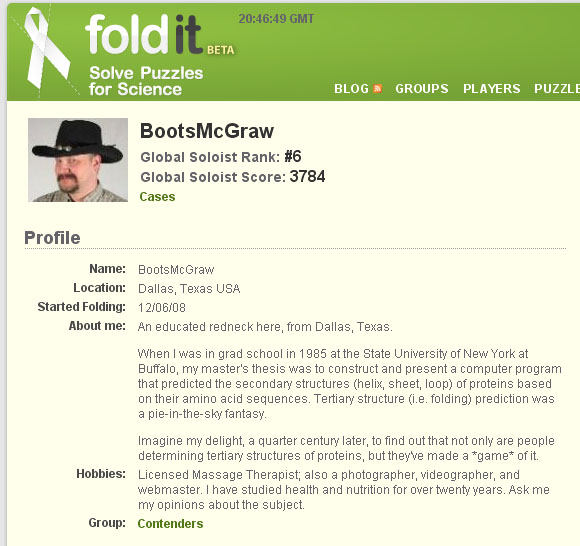 foldit BETA
20:46:49 GMT
Solve Puzzles
for Science
BLOG GROUPS PLAYERS PUZZLE
BootsMcGraw
Global Soloist Rank: #6
Global Soloist Score: 3784
Cases
Profile
Name: BootsMcGraw
Location: Dallas, Texas USA
Started Folding: 12/06/08
About me: An educated redneck here, from Dallas, Texas.
When I was in grad school in 1985 at the State University of New York at
Buffalo, my master's thesis was to construct and present a computer program
that predicted the secondary structures (helix, sheet, loop) of proteins based
on their amino acid sequences. Tertiary structure (i.e. folding) prediction was
a pie-in-the-sky fantasy.
Imagine my delight, a quarter century later, to find out that not only are people
determining tertiary structures of proteins, but they've made a *game* of it.
Hobbies: Licensed Massage Therapist; also a photographer, videographer, and
webmaster. I have studied health and nutrition for over twenty years. Ask me
my opinions about the subject.
Group: Contenders